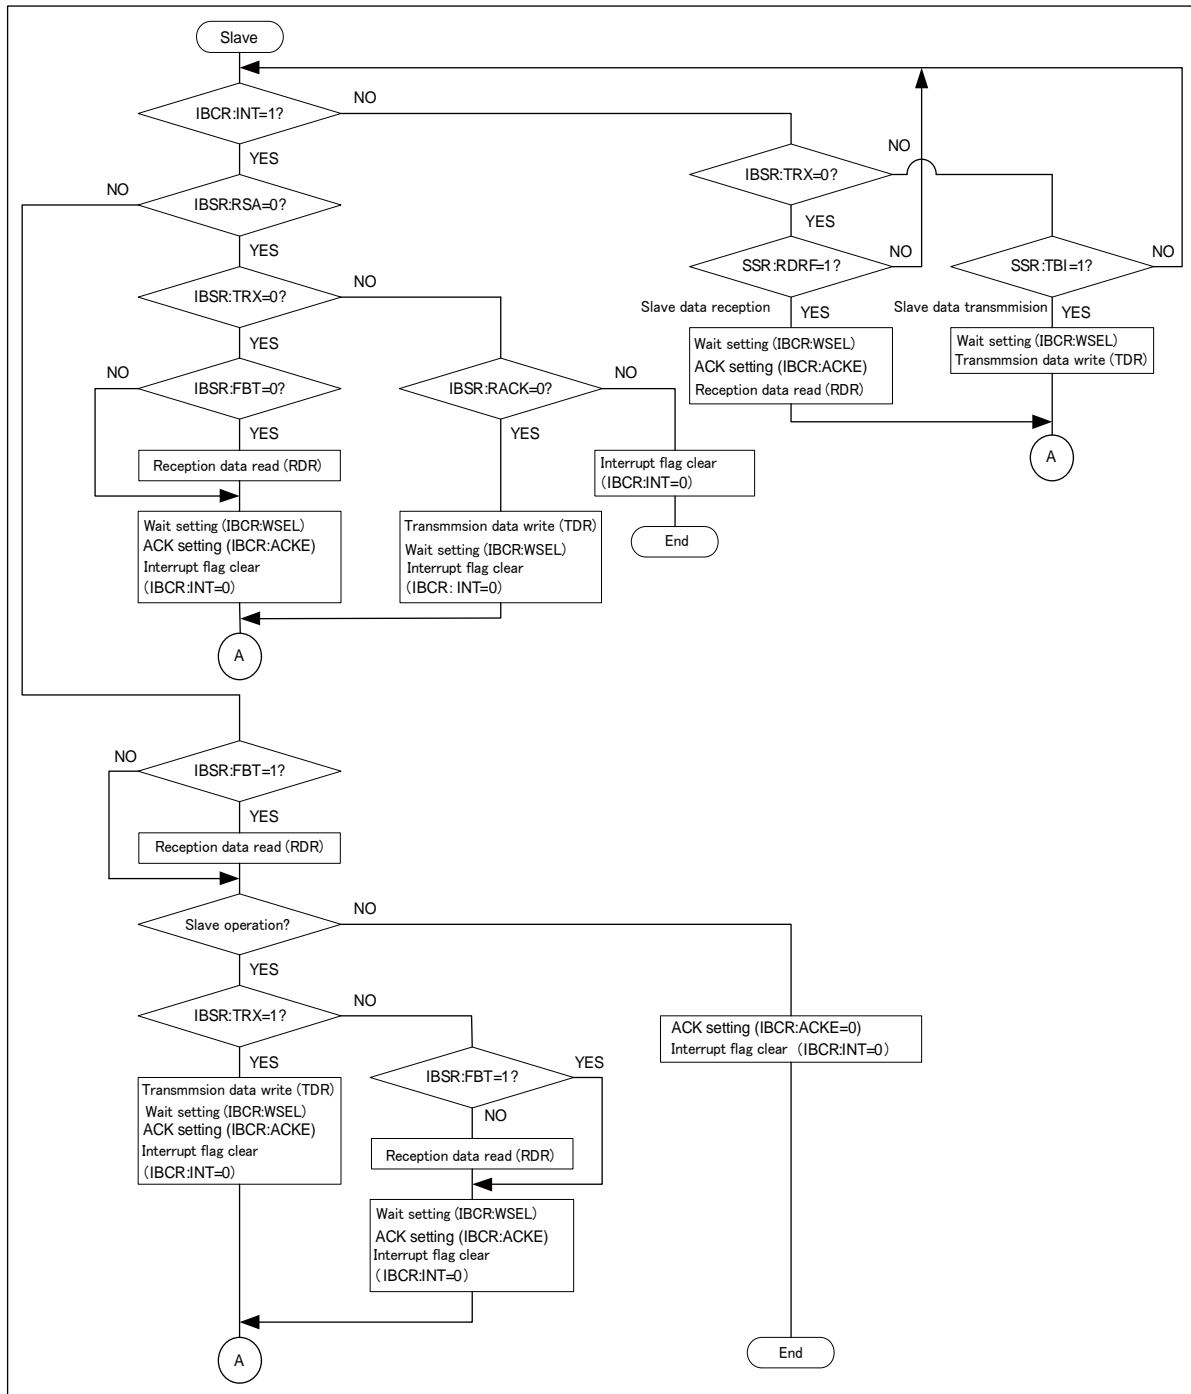 Slave
IBCR:INT=1?
NO
YES
IBSR:TRX=0?
NO
YES
NO
IBSR:RSA=0?
YES
SSR:RDRF=1?
NO
SSR:TBI=1?
NO
IBSR:TRX=0?
NO
YES
Slave data reception
YES
Slave data transmmision
YES
Wait setting (IBCR:WSEL)
ACK setting (IBCR:ACKE)
Reception data read (RDR)
Wait setting (IBCR:WSEL)
Transmmsion data write (TDR)
A
NO
IBSR:FBT=0?
YES
IBSR:RACK=0?
NO
YES
Reception data read (RDR)
Interrupt flag clear
(IBCR:INT=0)
End
Wait setting (IBCR:WSEL)
ACK setting (IBCR:ACKE)
Interrupt flag clear
(IBCR:INT=0)
Transmmsion data write (TDR)
Wait setting (IBCR:WSEL)
Interrupt flag clear
(IBCR: INT=0)
A
NO
IBSR:FBT=1?
YES
Reception data read (RDR)
Slave operation?
NO
YES
IBSR:TRX=1?
NO
YES
ACK setting (IBCR:ACKE=0)
Interrupt flag clear (IBCR:INT=0)
IBSR:FBT=1?
YES
NO
Transmmsion data write (TDR)
Wait setting (IBCR:WSEL)
ACK setting (IBCR:ACKE)
Interrupt flag clear
(IBCR:INT=0)
Reception data read (RDR)
Wait setting (IBCR:WSEL)
ACK setting (IBCR:ACKE)
Interrupt flag clear
(IBCR:INT=0)
A
End